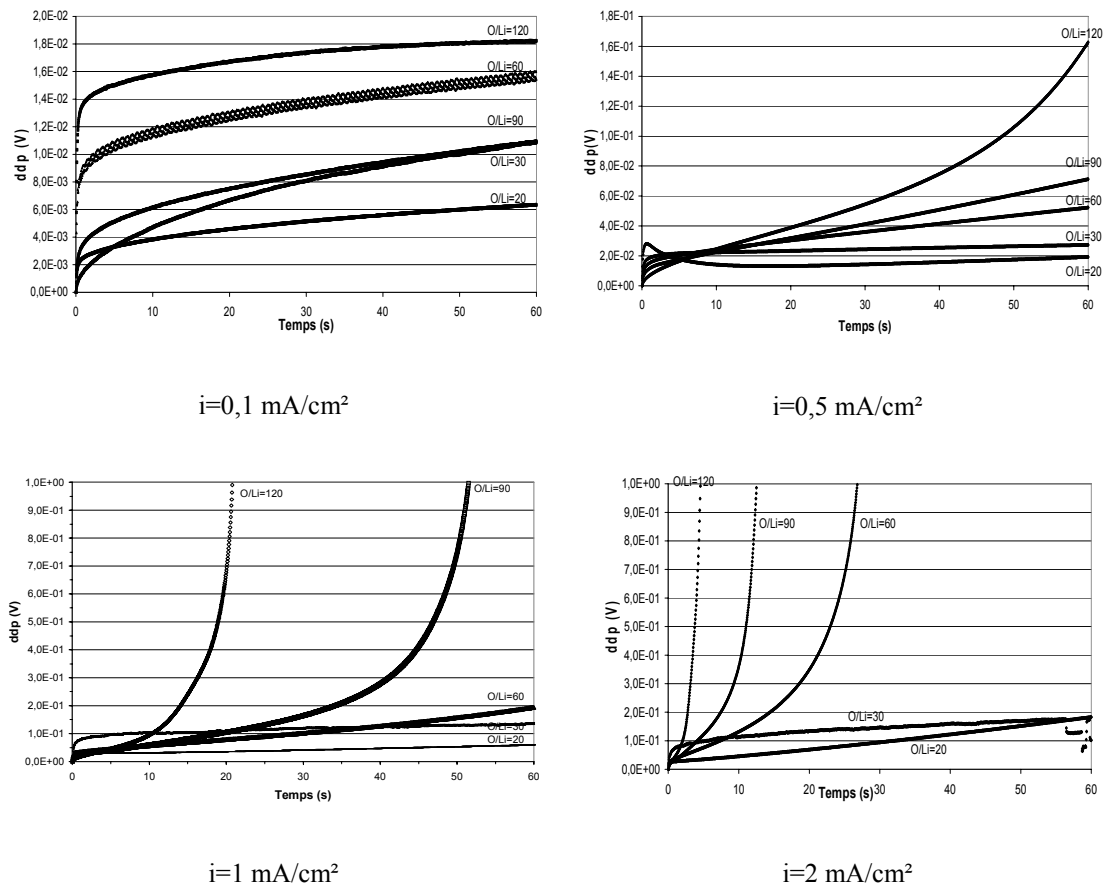 2,0E-02
1,8E-02
1,6E-02
1,4E-02
1,2E-02
1,0E-02
8,0E-03
6,0E-03
4,0E-03
2,0E-03
0,0E+00
ddp (V)
O/Li=120
O/Li=60
O/Li=90
O/Li=30
O/Li=20
0 10 20 30 40 50 60
Temps (s)
i=0,1 mA/cm²
1,8E-01
1,6E-01
1,4E-01
1,2E-01
1,0E-01
8,0E-02
6,0E-02
4,0E-02
2,0E-02
0,0E+00
ddp(V)
O/Li=120
O/Li=90
O/Li=60
O/Li=30
O/Li=20
0 10 20 30 40 50 60
Temps (s)
i=0,5 mA/cm²
1,0E+00
9,0E-01
8,0E-01
7,0E-01
6,0E-01
5,0E-01
4,0E-01
3,0E-01
2,0E-01
1,0E-01
0,0E+00
ddp (V)
O/Li=120
O/Li=90
O/Li=60
O/Li=30
O/Li=20
0 10 20 30 40 50 60
Temps (s)
i=1 mA/cm²
1,0E+00
9,0E-01
8,0E-01
7,0E-01
6,0E-01
5,0E-01
4,0E-01
3,0E-01
2,0E-01
1,0E-01
0,0E+00
ddp (V)
O/Li=120
O/Li=90
O/Li=60
O/Li=30
O/Li=20
0 10 20 30 40 50 60
Temps (s)
i=2 mA/cm²